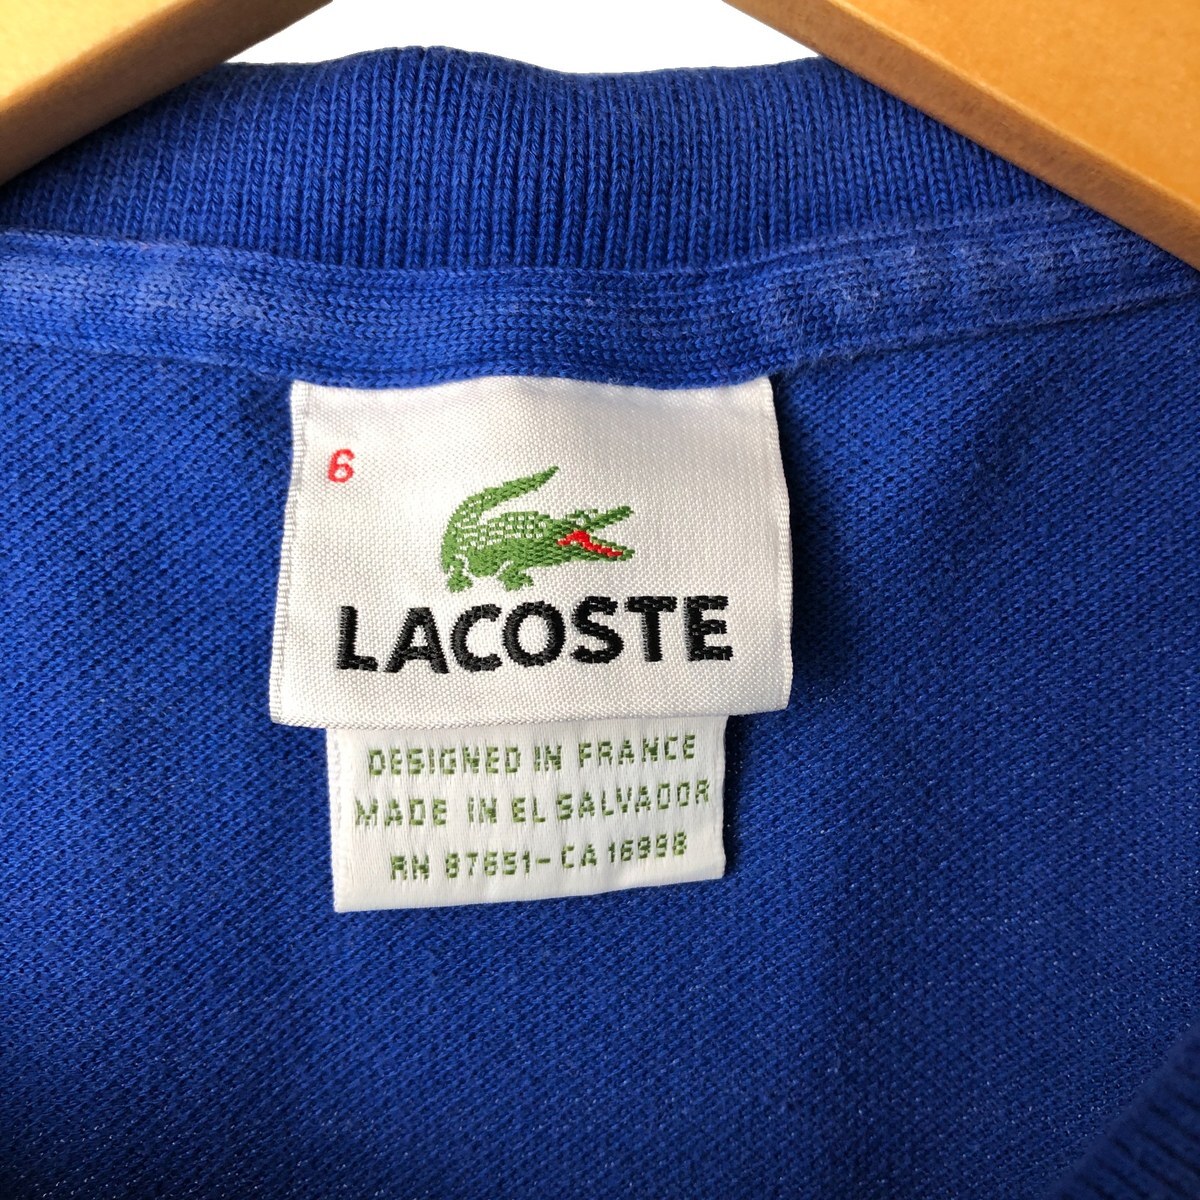 6
LACOSTE
DESIGNED IN FRANCE
MADE IN EL SALVADOR
RN 87651-CA 16998